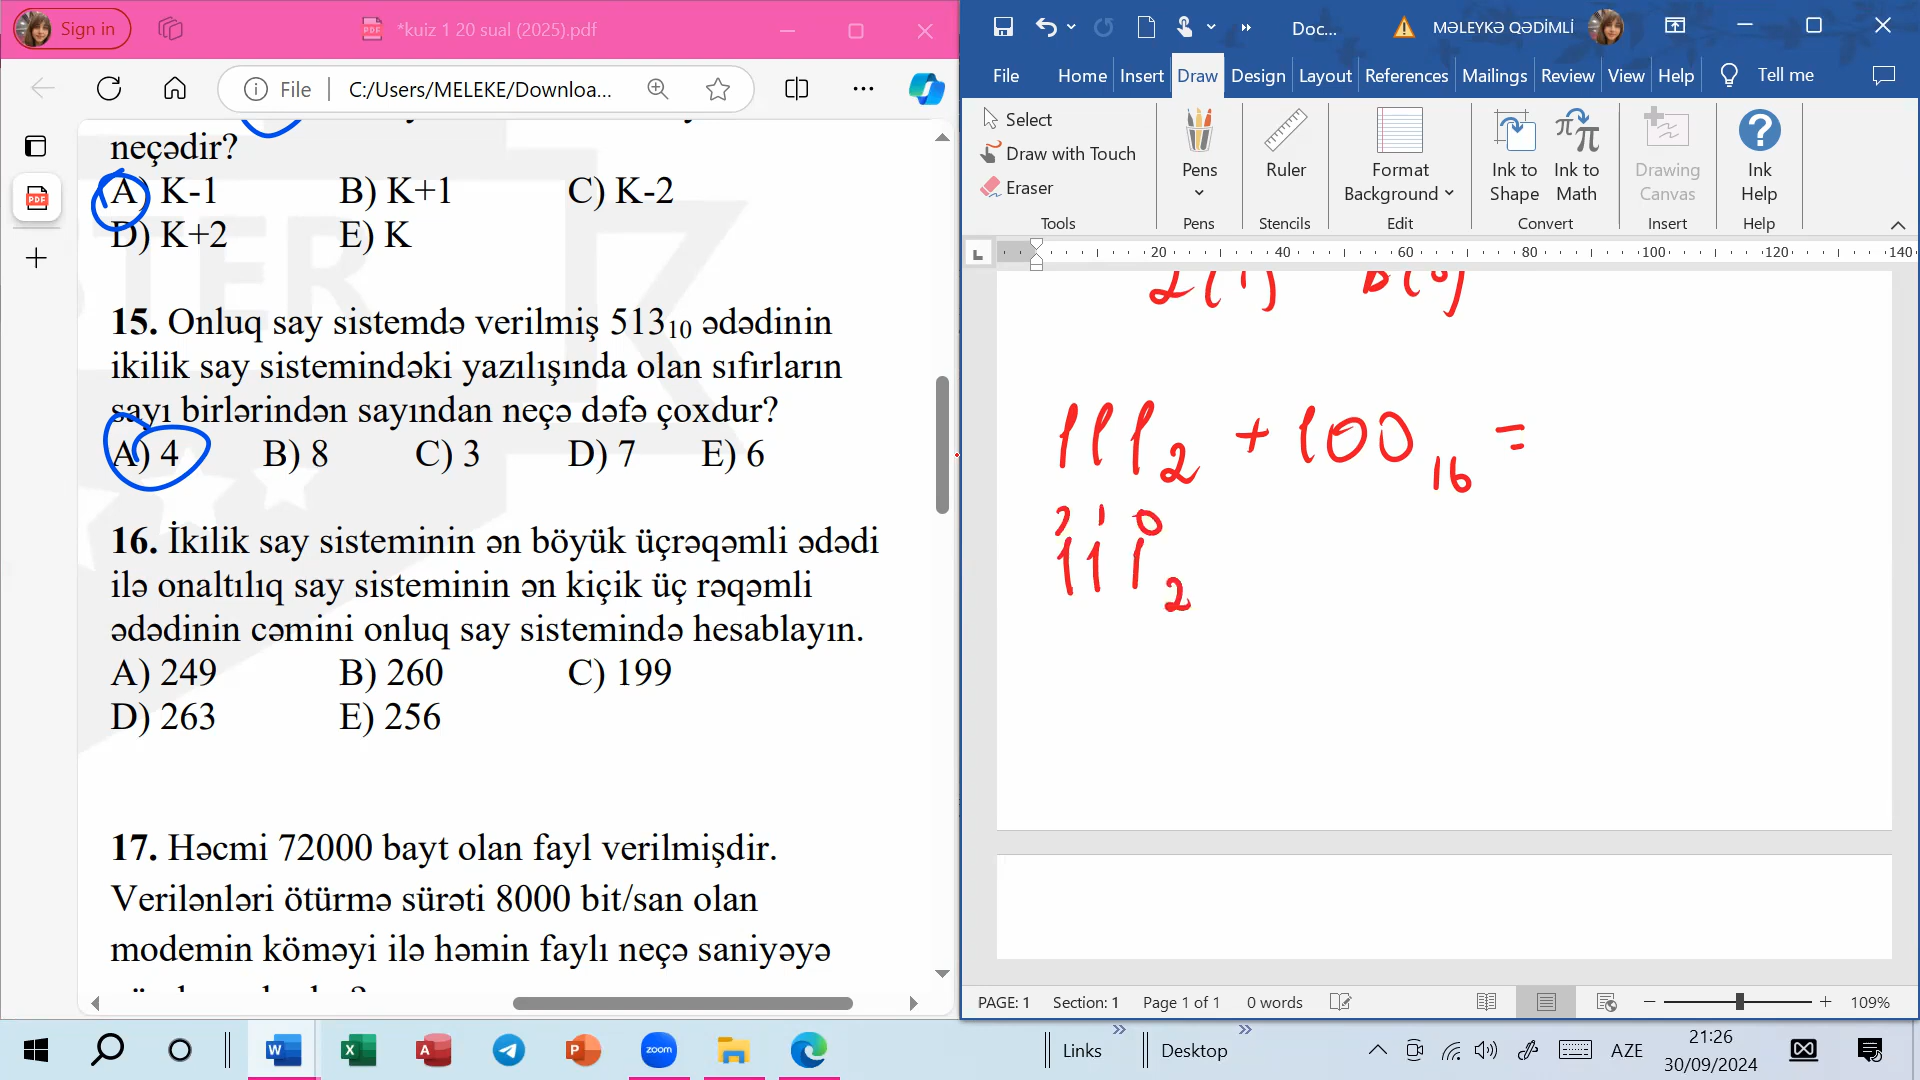 Sign in
*kuiz 1 20 sual (2025).pdf
File
C:/Users/MELEKE/Downloa...
neçədir?
A) K-1 B) K+1 C) K-2
D) K+2 E) K
15. Onluq say sistemdə verilmiş 513₁₀ ədədinin
ikilik say sistemindəki yazılışında olan sıfırların
sayı birlərindən sayından neçə dəfə çoxdur?
A) 4 B) 8 C) 3 D) 7 E) 6
16. İkilik say sisteminin ən böyük üçrəqəmli ədədi
ilə onaltılıq say sisteminin ən kiçik üç rəqəmli
ədədinin cəmini onluq say sistemində hesablayın.
A) 249 B) 260 C) 199
D) 263 E) 256
17. Həcmi 72000 bayt olan fayl verilmişdir.
Verilənləri ötürmə sürəti 8000 bit/san olan
modemin köməyi ilə həmin faylı neçə saniyəyə
Doc...
MƏLEYKƏ QƏDİMLİ
File Home Insert Draw Design Layout References Mailings Review View Help Tell me
Select
Draw with Touch
Eraser
Tools
Pens
Pens
Ruler
Stencils
Format Background
Edit
Ink to Shape
Ink to Math
Convert
Drawing Canvas
Insert
Ink Help
Help
20 40 60 80 100 120 140
111₂ + 100₁₆ =
2 1 0
111₂
PAGE: 1 Section: 1 Page 1 of 1 0 words 109%
zoom
Links
Desktop
AZE
21:26
30/09/2024